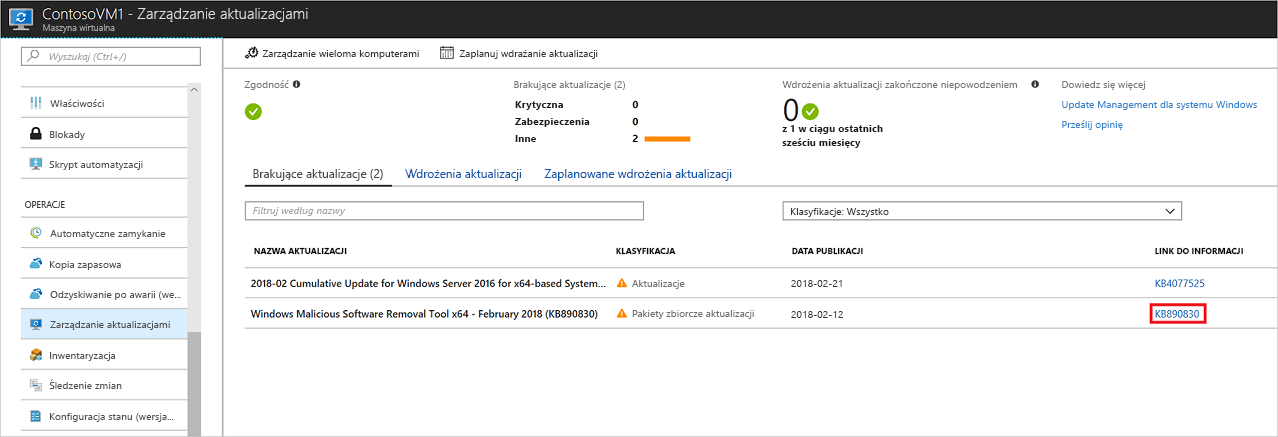 ContosoVM1 - Zarządzanie aktualizacjami
Maszyna wirtualna
Wyszukaj (Ctrl+/)
Właściwości
Blokady
Skrypt automatyzacji
OPERACJE
Automatyczne zamykanie
Kopia zapasowa
Odzyskiwanie po awarii (we...
Zarządzanie aktualizacjami
Inwentaryzacja
Śledzenie zmian
Konfiguracja stanu (wersja...
Zarządzanie wieloma komputerami
Zaplanuj wdrażanie aktualizacji
Zgodność
Brakujące aktualizacje (2)
Krytyczna 0
Zabezpieczenia 0
Inne 2
Wdrożenia aktualizacji zakończone niepowodzeniem
0
z 1 w ciągu ostatnich
sześciu miesięcy
Dowiedz się więcej
Update Management dla systemu Windows
Prześlij opinię
Brakujące aktualizacje (2) Wdrożenia aktualizacji Zaplanowane wdrożenia aktualizacji
Filtruj według nazwy
Klasyfikacje: Wszystko
NAZWA AKTUALIZACJI KLASYFIKACJA DATA PUBLIKACJI LINK DO INFORMACJI
2018-02 Cumulative Update for Windows Server 2016 for x64-based System... Aktualizacje 2018-02-21 KB4077525
Windows Malicious Software Removal Tool x64 - February 2018 (KB890830) Pakiety zbiorcze aktualizacji 2018-02-12 KB890830